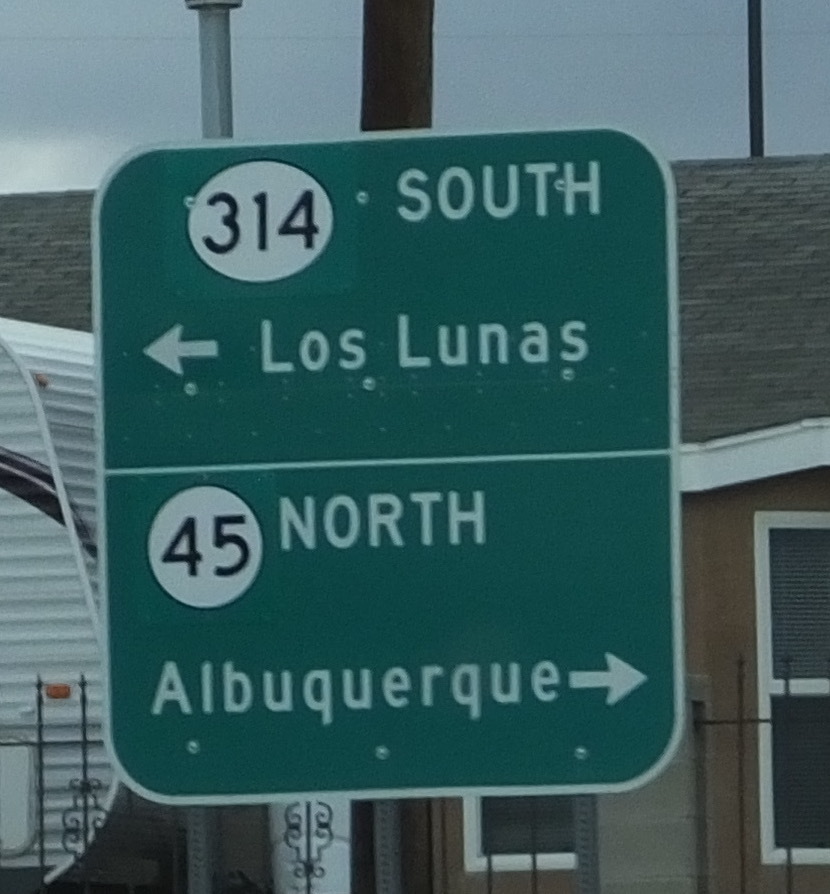 314 SOUTH
← Los Lunas
45 NORTH
Albuquerque →